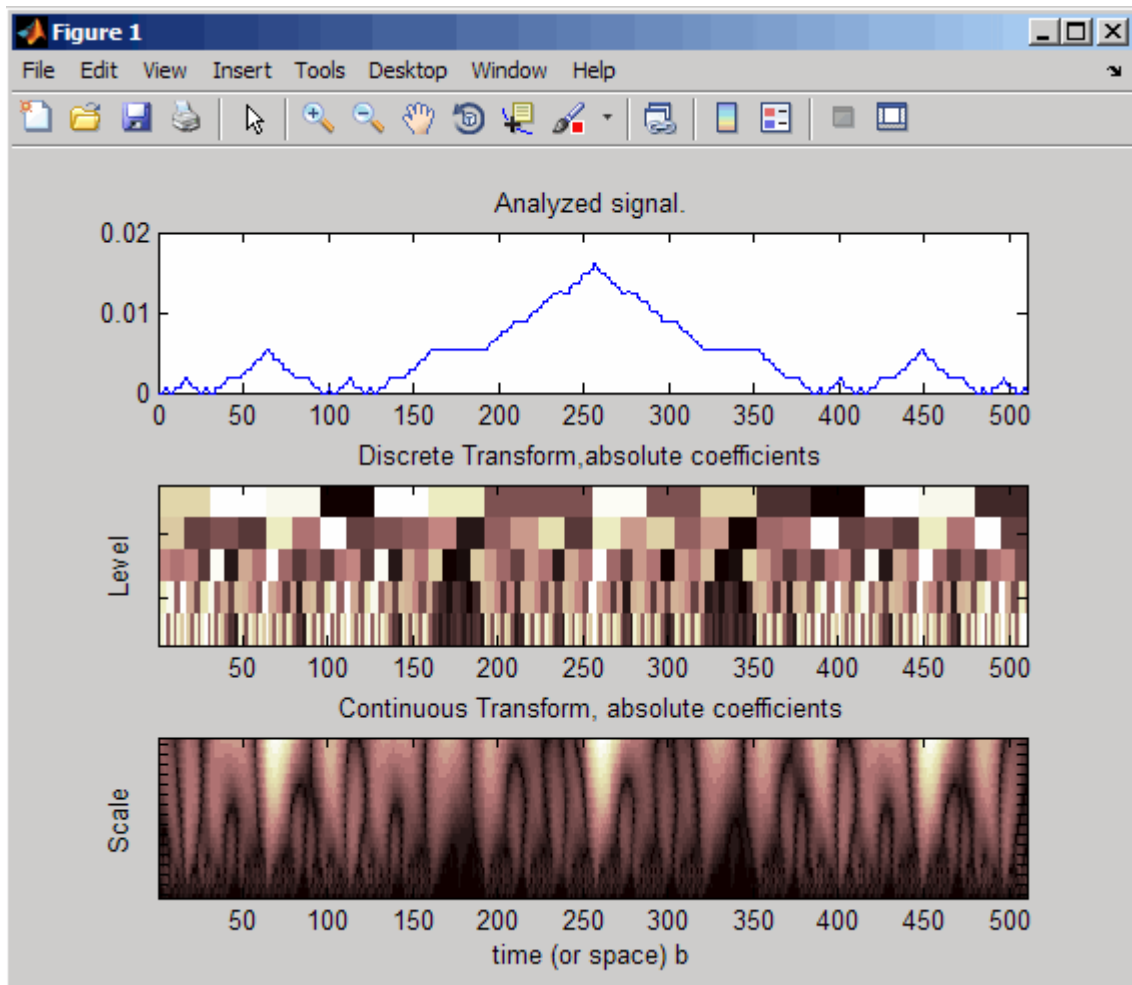 Figure 1
File Edit View Insert Tools Desktop Window Help
Analyzed signal.
0.02
0.01
0
0 50 100 150 200 250 300 350 400 450 500
Discrete Transform,absolute coefficients
Level
50 100 150 200 250 300 350 400 450 500
Continuous Transform, absolute coefficients
Scale
50 100 150 200 250 300 350 400 450 500
time (or space) b